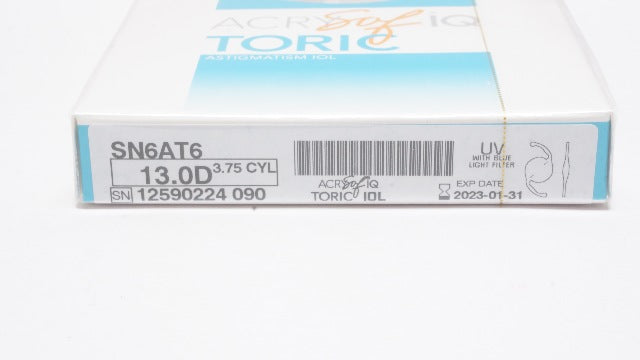 ACRYSof IQ
TORIC
ASTIGMATISM IOL
SN6AT6
13.0D 3.75 CYL
SN 12590224 090
ACRYSof IQ
TORIC IOL
UV
WITH BLUE
LIGHT FILTER
EXP DATE
2023-01-31